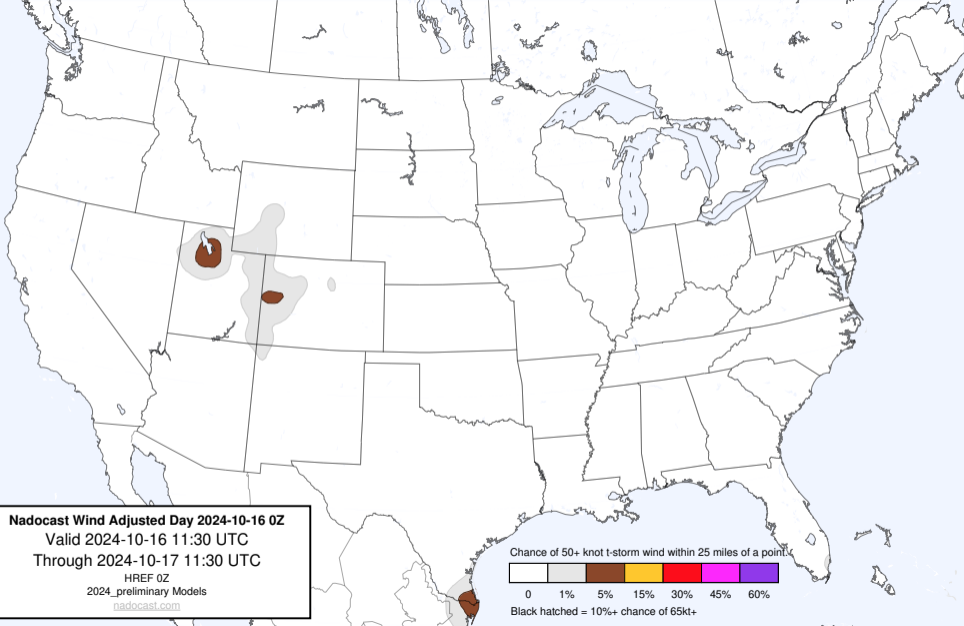 Nadocast Wind Adjusted Day 2024-10-16 0Z
Valid 2024-10-16 11:30 UTC
Through 2024-10-17 11:30 UTC
HREF 0Z
2024_preliminary Models
nadocast.com
Chance of 50+ knot t-storm wind within 25 miles of a point.
0 1% 5% 15% 30% 45% 60%
Black hatched = 10%+ chance of 65kt+